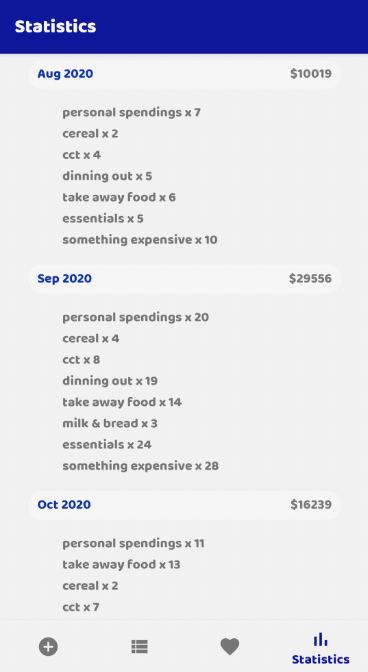 Statistics
Aug 2020 $10019
personal spendings x 7
cereal x 2
cct x 4
dinning out x 5
take away food x 6
essentials x 5
something expensive x 10
Sep 2020 $29556
personal spendings x 20
cereal x 4
cct x 8
dinning out x 19
take away food x 14
milk & bread x 3
essentials x 24
something expensive x 28
Oct 2020 $16239
personal spendings x 11
take away food x 13
cereal x 2
cct x 7
Statistics